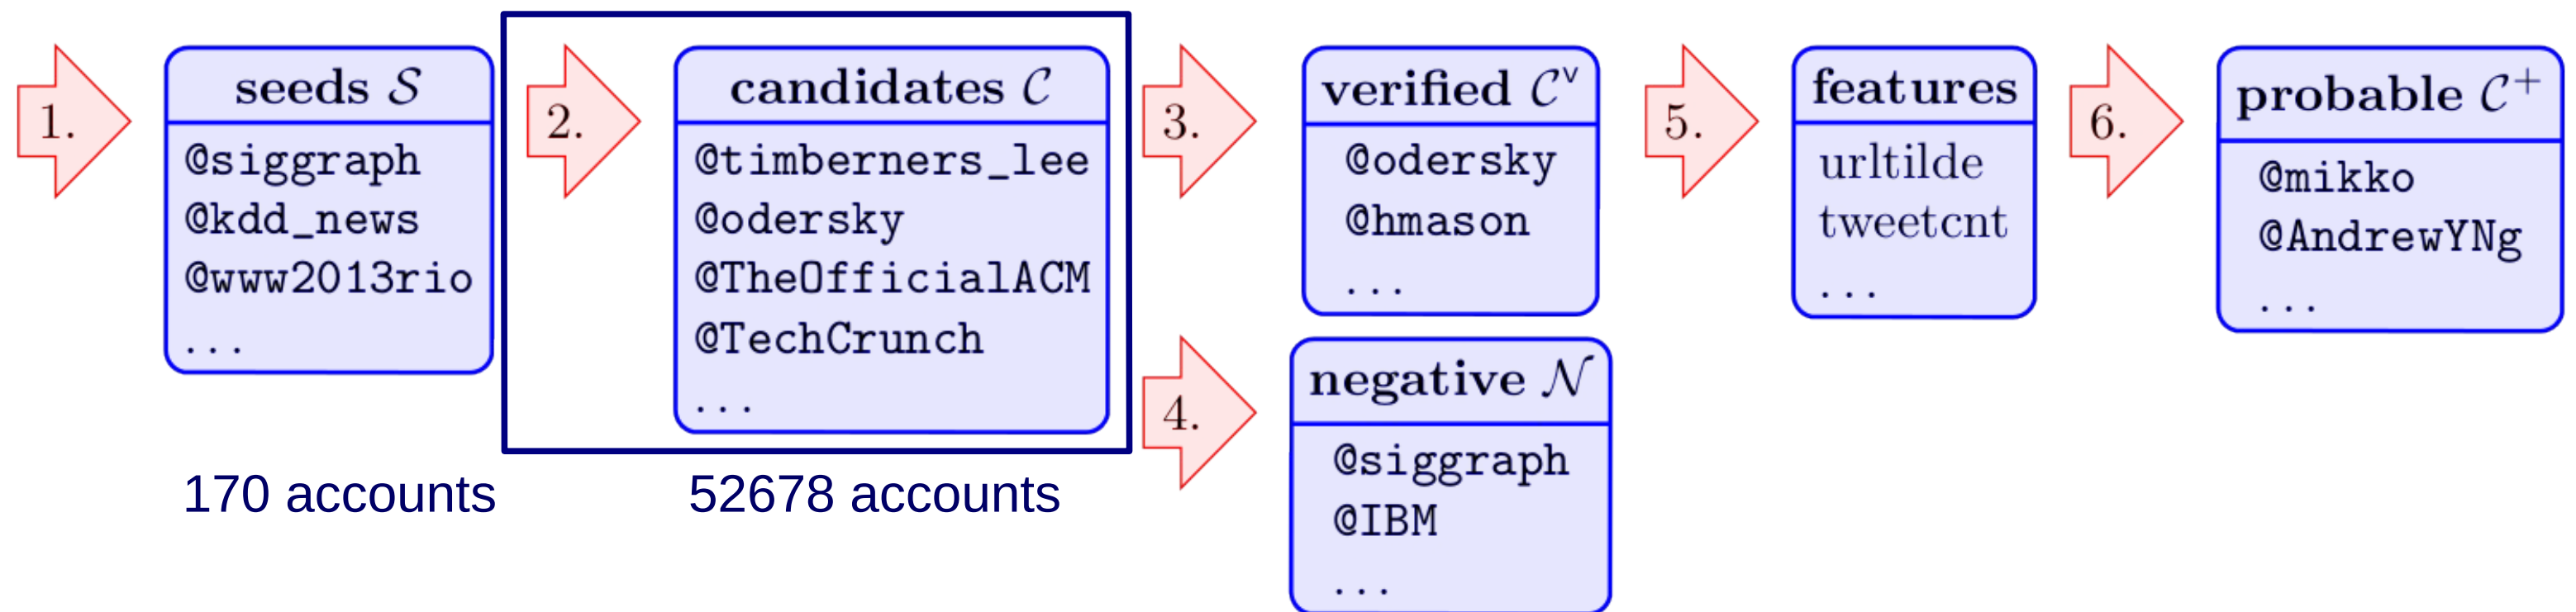 1.
seeds 𝒮
@siggraph
@kdd_news
@www2013rio
...
170 accounts
2.
candidates 𝒞
@timberners_lee
@odersky
@TheOfficialACM
@TechCrunch
...
52678 accounts
3.
verified 𝒞ᵛ
@odersky
@hmason
...
4.
negative 𝒩
@siggraph
@IBM
...
5.
features
urltilde
tweetcnt
...
6.
probable 𝒞⁺
@mikko
@AndrewYNg
...